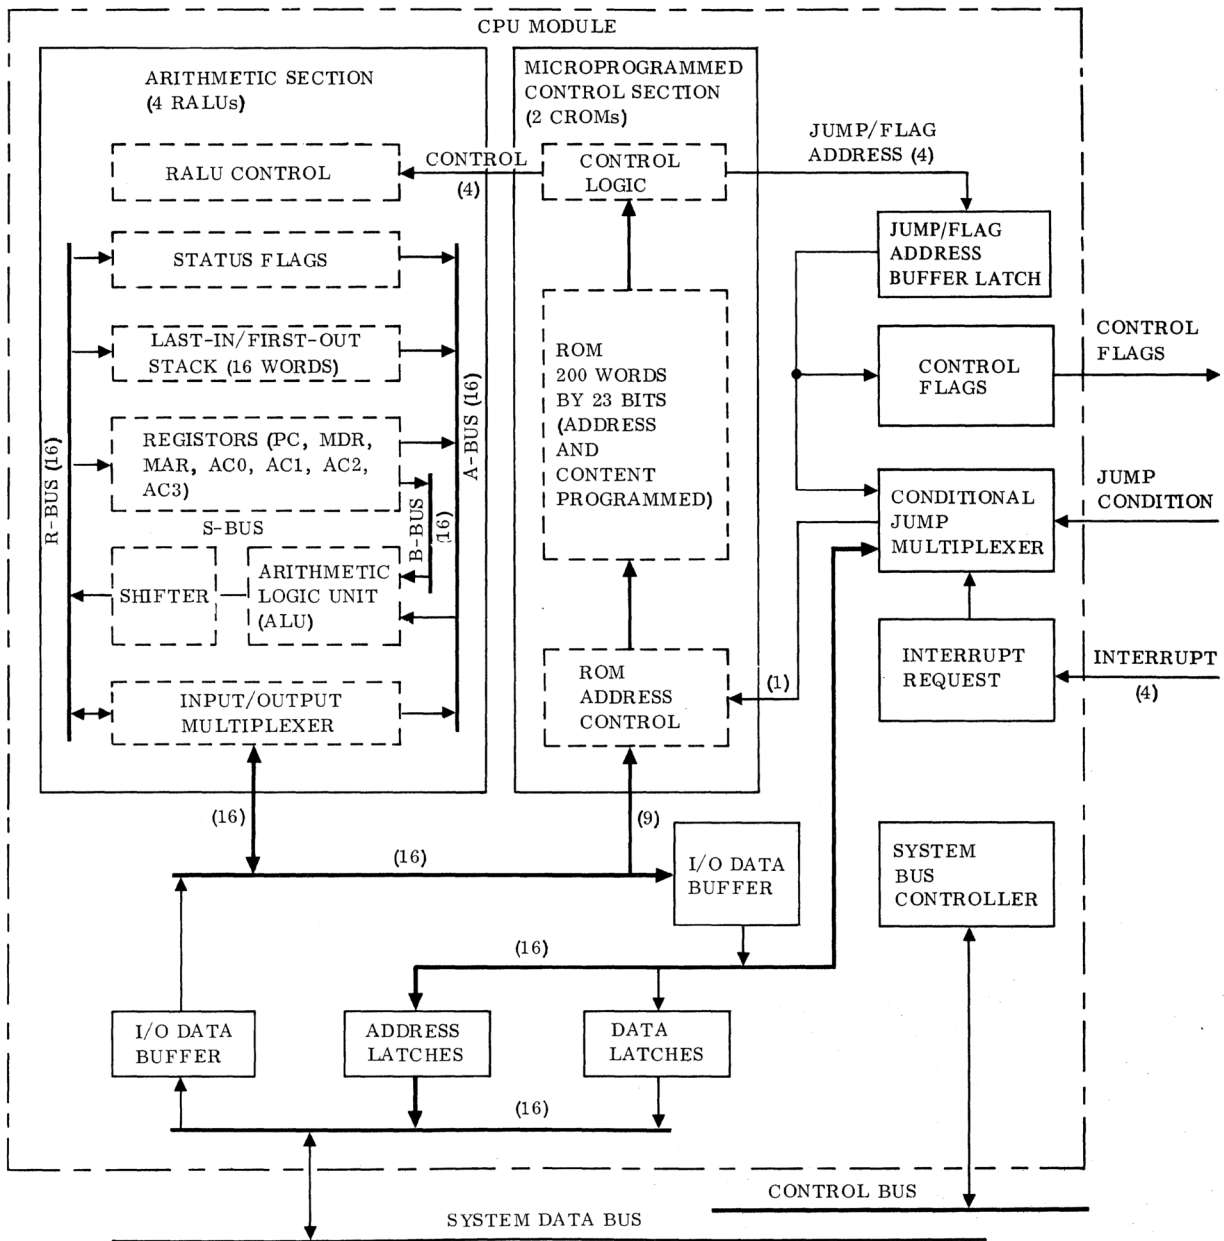 CPU MODULE
ARITHMETIC SECTION
(4 RALUs)
MICROPROGRAMMED
CONTROL SECTION
(2 CROMs)
RALU CONTROL
CONTROL
(4)
CONTROL
LOGIC
JUMP/FLAG
ADDRESS (4)
JUMP/FLAG
ADDRESS
BUFFER LATCH
STATUS FLAGS
LAST-IN/FIRST-OUT
STACK (16 WORDS)
REGISTORS (PC, MDR,
MAR, AC0, AC1, AC2,
AC3)
R-BUS (16)
A-BUS (16)
B-BUS
(16)
S-BUS
SHIFTER
ARITHMETIC
LOGIC UNIT
(ALU)
INPUT/OUTPUT
MULTIPLEXER
ROM
200 WORDS
BY 23 BITS
(ADDRESS
AND
CONTENT
PROGRAMMED)
ROM
ADDRESS
CONTROL
(1)
CONTROL
FLAGS
CONTROL
FLAGS
CONDITIONAL
JUMP
MULTIPLEXER
JUMP
CONDITION
INTERRUPT
REQUEST
INTERRUPT
(4)
(16)
(9)
(16)
I/O DATA
BUFFER
SYSTEM
BUS
CONTROLLER
(16)
I/O DATA
BUFFER
ADDRESS
LATCHES
DATA
LATCHES
(16)
CONTROL BUS
SYSTEM DATA BUS